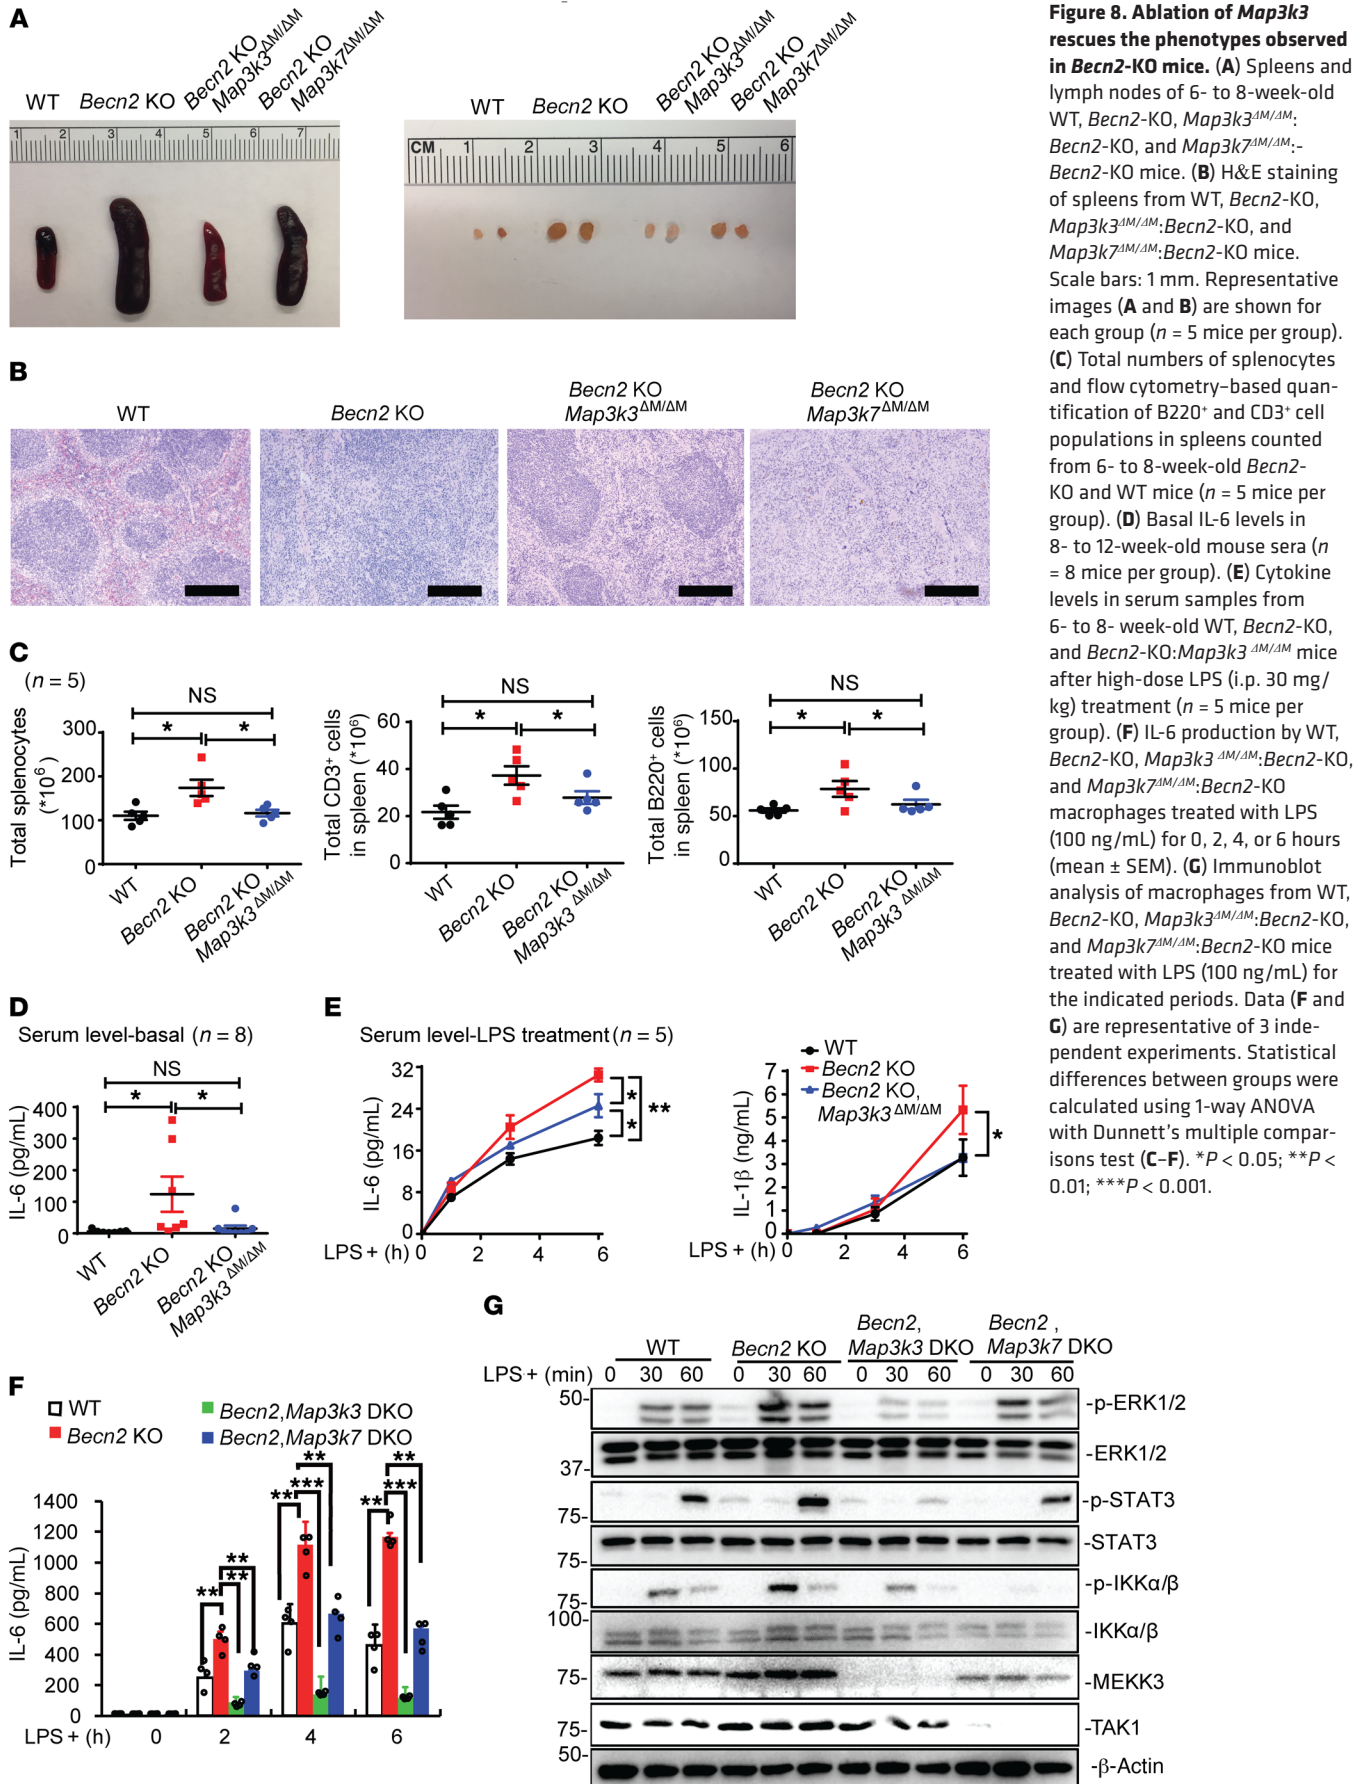 A
WT
Becn2 KO
Becn2 KO
Map3k3ΔM/ΔM
Becn2 KO
Map3k7ΔM/ΔM
1 2 3 4 5 6 7
WT
Becn2 KO
Becn2 KO
Map3k3ΔM/ΔM
Becn2 KO
Map3k7ΔM/ΔM
CM 1 2 3 4 5 6
B
WT
Becn2 KO
Becn2 KO
Map3k3ΔM/ΔM
Becn2 KO
Map3k7ΔM/ΔM
C
(n = 5)
Total splenocytes
(*10⁶)
300
200
100
0
NS
* *
WT
Becn2 KO
Becn2 KO
Map3k3 ΔM/ΔM
Total CD3⁺ cells
in spleen (*10⁶)
60
40
20
0
NS
* *
WT
Becn2 KO
Becn2 KO
Map3k3 ΔM/ΔM
Total B220⁺ cells
in spleen (*10⁶)
150
100
50
0
NS
* *
WT
Becn2 KO
Becn2 KO
Map3k3 ΔM/ΔM
D
Serum level-basal (n = 8)
NS
* *
IL-6 (pg/mL)
400
300
200
100
0
WT
Becn2 KO
Becn2 KO
Map3k3 ΔM/ΔM
E
Serum level-LPS treatment (n = 5)
IL-6 (pg/mL)
32
24
16
8
0
*
*
**
LPS + (h) 0 2 4 6
WT
Becn2 KO
Becn2 KO,
Map3k3 ΔM/ΔM
IL-1β (ng/mL)
7
6
5
4
3
2
1
0
*
0 2 4 6
F
WT
Becn2 KO
Becn2,Map3k3 DKO
Becn2,Map3k7 DKO
IL-6 (pg/mL)
1400
1200
1000
800
600
400
200
0
** ** **
** *** **
** *** **
LPS + (h) 0 2 4 6
G
WT
Becn2 KO
Becn2,
Map3k3 DKO
Becn2 ,
Map3k7 DKO
LPS + (min) 0 30 60 0 30 60 0 30 60 0 30 60
50- -p-ERK1/2
-ERK1/2
37-
-p-STAT3
75-
-STAT3
75-
-p-IKKα/β
75-
100-
-IKKα/β
75- -MEKK3
75- -TAK1
50-
-β-Actin
Figure 8. Ablation of Map3k3
rescues the phenotypes observed
in Becn2-KO mice. (A) Spleens and
lymph nodes of 6- to 8-week-old
WT, Becn2-KO, Map3k3ΔM/ΔM:
Becn2-KO, and Map3k7ΔM/ΔM:-
Becn2-KO mice. (B) H&E staining
of spleens from WT, Becn2-KO,
Map3k3ΔM/ΔM:Becn2-KO, and
Map3k7ΔM/ΔM:Becn2-KO mice.
Scale bars: 1 mm. Representative
images (A and B) are shown for
each group (n = 5 mice per group).
(C) Total numbers of splenocytes
and flow cytometry–based quan-
tification of B220⁺ and CD3⁺ cell
populations in spleens counted
from 6- to 8-week-old Becn2-
KO and WT mice (n = 5 mice per
group). (D) Basal IL-6 levels in
8- to 12-week-old mouse sera (n
= 8 mice per group). (E) Cytokine
levels in serum samples from
6- to 8- week-old WT, Becn2-KO,
and Becn2-KO:Map3k3 ΔM/ΔM mice
after high-dose LPS (i.p. 30 mg/
kg) treatment (n = 5 mice per
group). (F) IL-6 production by WT,
Becn2-KO, Map3k3 ΔM/ΔM:Becn2-KO,
and Map3k7ΔM/ΔM:Becn2-KO
macrophages treated with LPS
(100 ng/mL) for 0, 2, 4, or 6 hours
(mean ± SEM). (G) Immunoblot
analysis of macrophages from WT,
Becn2-KO, Map3k3ΔM/ΔM:Becn2-KO,
and Map3k7ΔM/ΔM:Becn2-KO mice
treated with LPS (100 ng/mL) for
the indicated periods. Data (F and
G) are representative of 3 inde-
pendent experiments. Statistical
differences between groups were
calculated using 1-way ANOVA
with Dunnett's multiple compar-
isons test (C–F). *P < 0.05; **P <
0.01; ***P < 0.001.